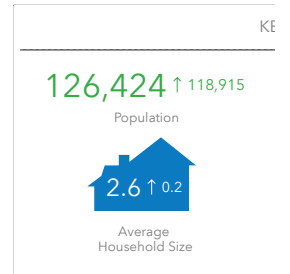 KE
126,424 ↑ 118,915
Population
2.6 ↑ 0.2
Average
Household Size